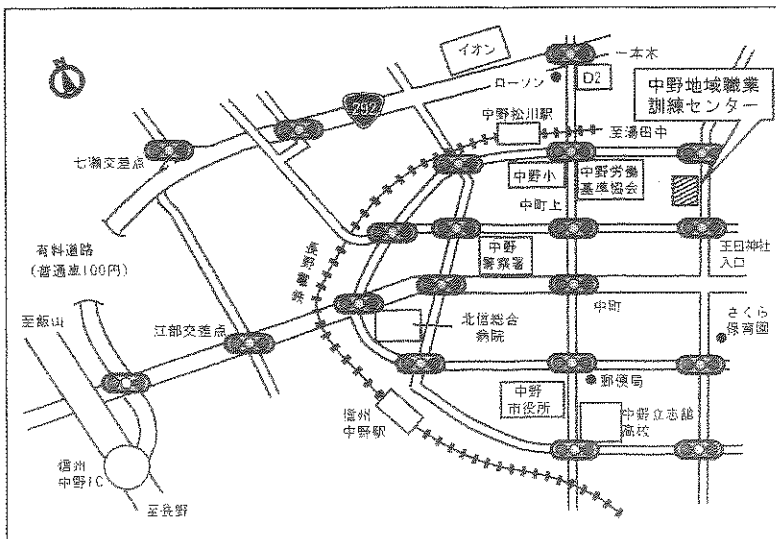 イオン
一本木
ローソン
D2
中野地域職業
訓練センター
292
中野松川駅
至湯田中
七瀬交差点
中野小
中野労働
基準協会
中町上
有料道路
(普通車100円)
長野電鉄
中野
警察署
王日神社
入口
至飯山
江部交差点
北信総合
病院
中町
さくら
保育園
中野
市役所
郵便局
信州
中野駅
中野立志館
高校
信州
中野IC
至長野